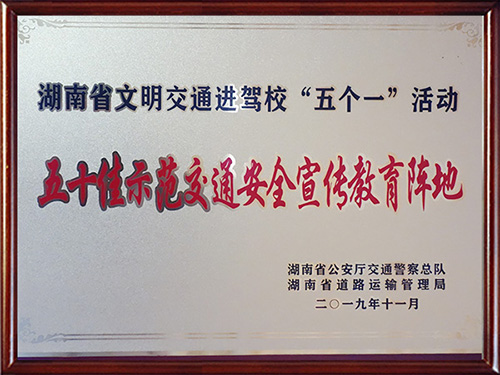 湖南省文明交通进驾校“五个一”活动
五十佳示范交通安全宣传教育阵地
湖南省公安厅交通警察总队
湖南省道路运输管理局
二〇一九年十一月